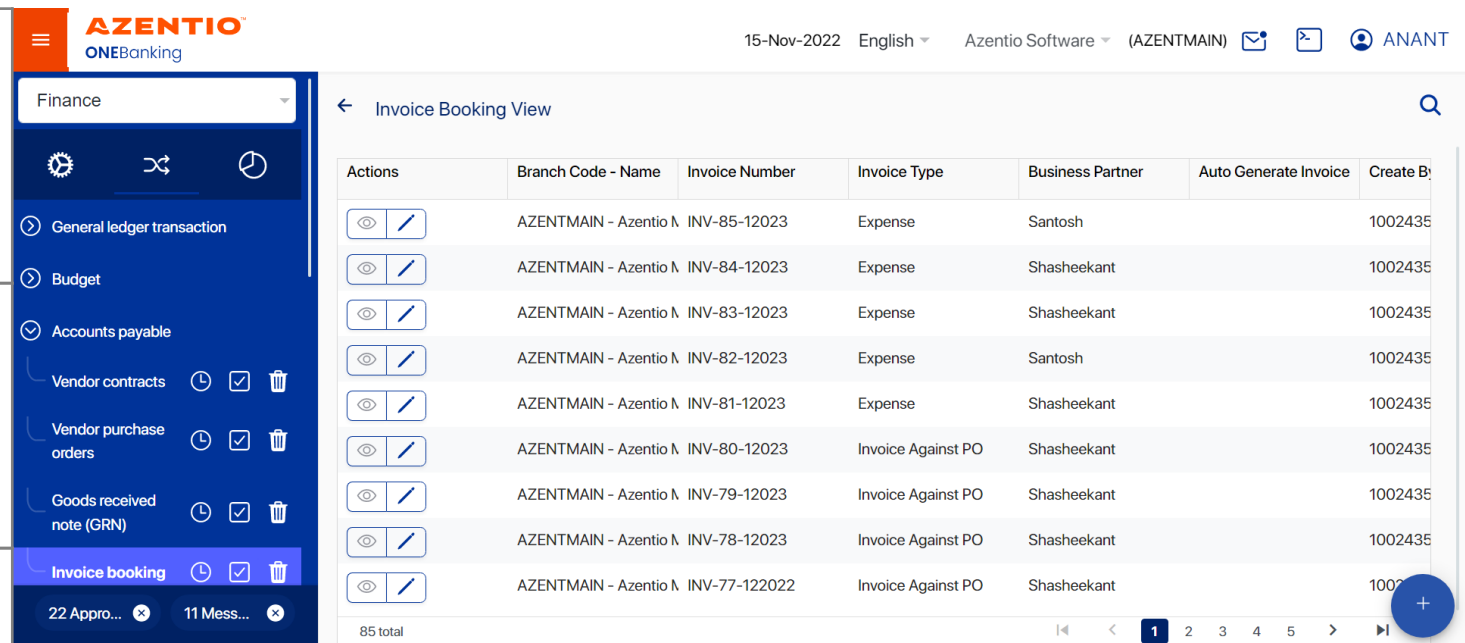 AZENTIO™
ONEBanking
15-Nov-2022 English Azentio Software (AZENTMAIN) ANANT
Finance
General ledger transaction
Budget
Accounts payable
Vendor contracts
Vendor purchase
orders
Goods received
note (GRN)
Invoice booking
22 Appro... 11 Mess...
Invoice Booking View
Actions Branch Code - Name Invoice Number Invoice Type Business Partner Auto Generate Invoice Create By
AZENTMAIN - Azentio M INV-85-12023 Expense Santosh 1002435
AZENTMAIN - Azentio M INV-84-12023 Expense Shasheekant 1002435
AZENTMAIN - Azentio M INV-83-12023 Expense Shasheekant 1002435
AZENTMAIN - Azentio M INV-82-12023 Expense Santosh 1002435
AZENTMAIN - Azentio M INV-81-12023 Expense Shasheekant 1002435
AZENTMAIN - Azentio M INV-80-12023 Invoice Against PO Shasheekant 1002435
AZENTMAIN - Azentio M INV-79-12023 Invoice Against PO Shasheekant 1002435
AZENTMAIN - Azentio M INV-78-12023 Invoice Against PO Shasheekant 1002435
AZENTMAIN - Azentio M INV-77-122022 Invoice Against PO Shasheekant
85 total 1 2 3 4 5